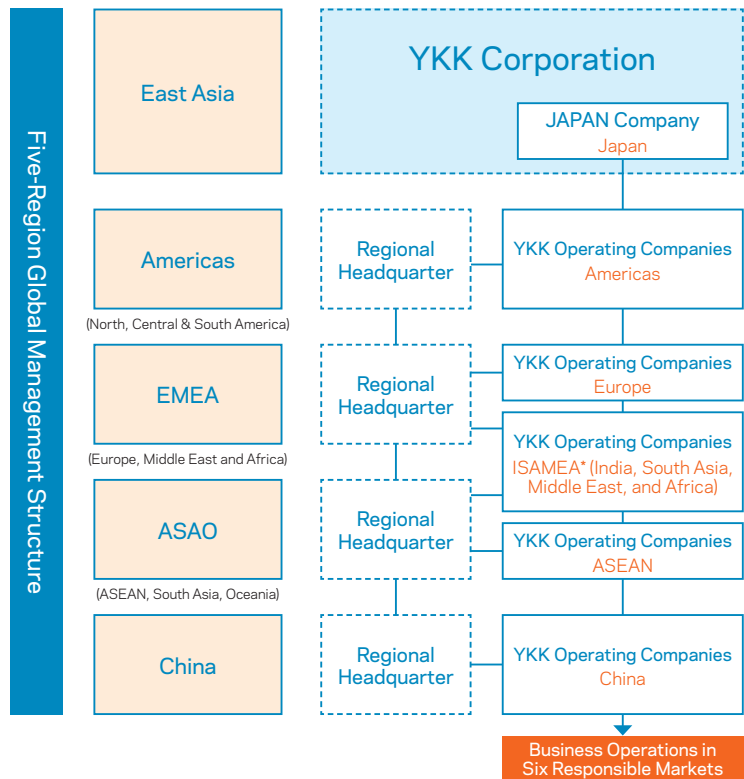 Five-Region Global Management Structure
East Asia
YKK Corporation
JAPAN Company
Japan
Americas
(North, Central & South America)
Regional
Headquarter
YKK Operating Companies
Americas
EMEA
(Europe, Middle East and Africa)
Regional
Headquarter
YKK Operating Companies
Europe
YKK Operating Companies
ISAMEA* (India, South Asia,
Middle East, and Africa)
ASAO
(ASEAN, South Asia, Oceania)
Regional
Headquarter
YKK Operating Companies
ASEAN
China
Regional
Headquarter
YKK Operating Companies
China
Business Operations in
Six Responsible Markets